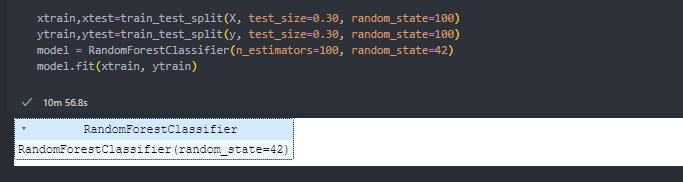 xtrain,xtest=train_test_split(X, test_size=0.30, random_state=100)
ytrain,ytest=train_test_split(y, test_size=0.30, random_state=100)
model = RandomForestClassifier(n_estimators=100, random_state=42)
model.fit(xtrain, ytrain)
✓ 10m 56.8s
▾ RandomForestClassifier
RandomForestClassifier(random_state=42)